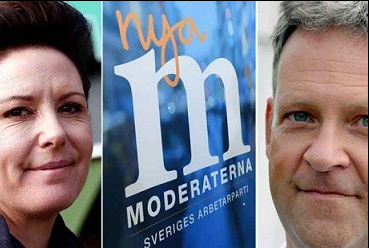 nya
m
MODERATERNA
SVERIGES ARBETARPARTI